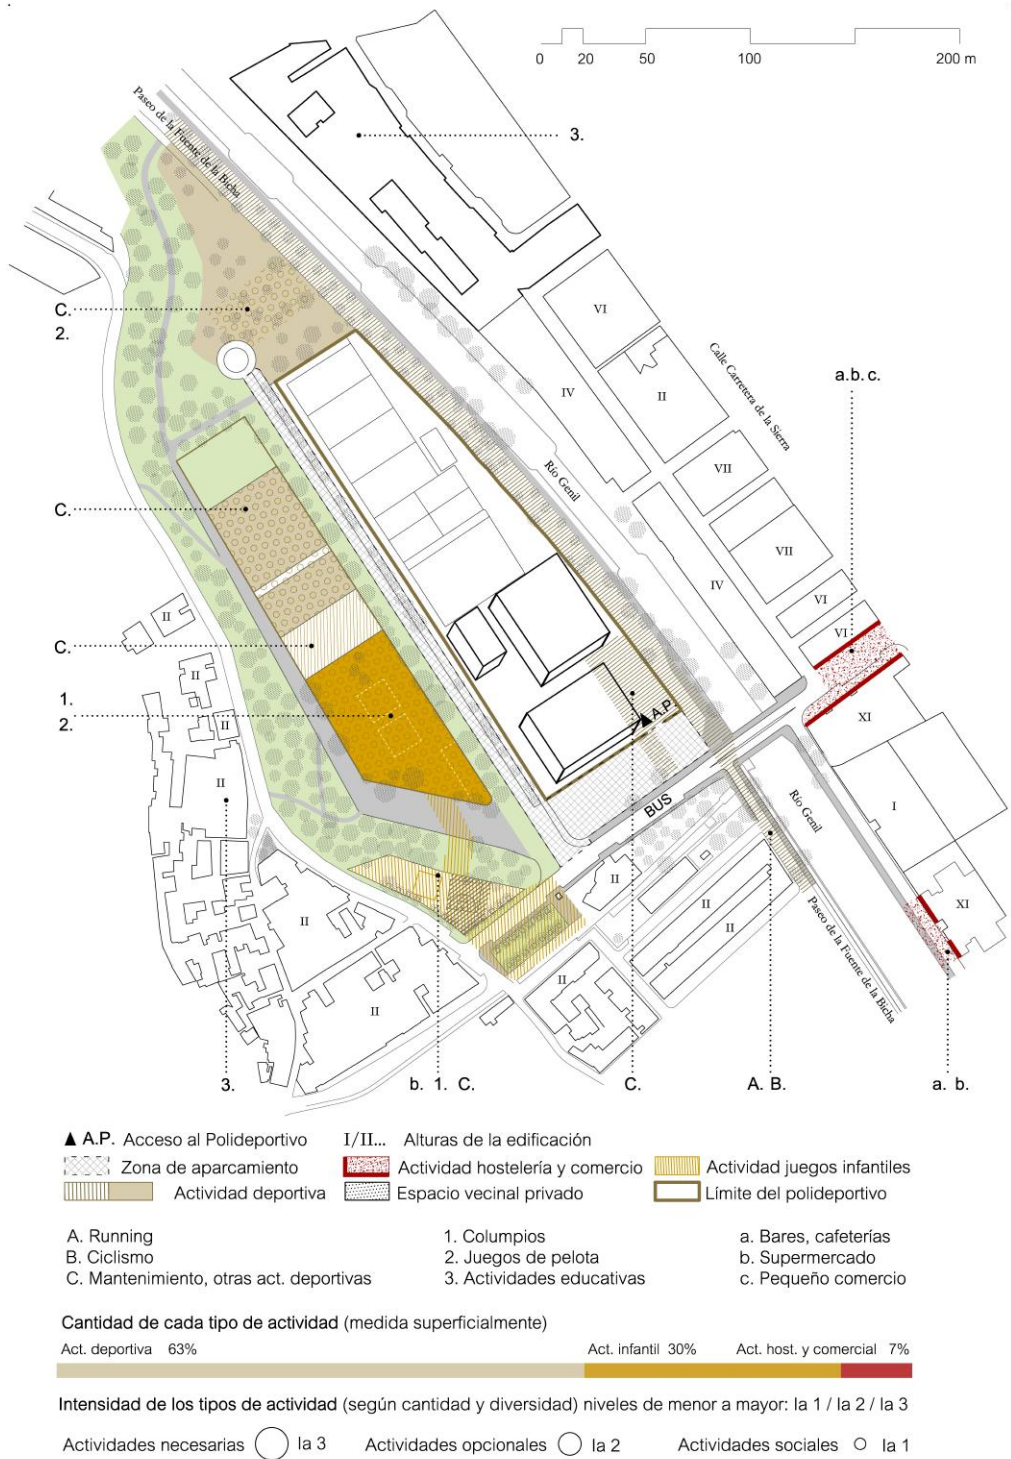 0 20 50 100 200 m
Paseo de la Fuente de la Bicha
3.
C.
2.
VI
II
IV
Calle Carretera de la Sierra
a.b. c.
VII
Río Genil
C.
VII
IV
VI
VI
II
C.
II
1.
2.
A.P.
II
XI
II
BUS
Río Genil
I
II
II
XI
II
II
Paseo de la Fuente de la Bicha
II
II
3.
b. 1. C.
C.
A. B.
a. b.
A.P. Acceso al Polideportivo I/II... Alturas de la edificación
Zona de aparcamiento Actividad hostelería y comercio Actividad juegos infantiles
Actividad deportiva Espacio vecinal privado Límite del polideportivo
A. Running 1. Columpios a. Bares, cafeterías
B. Ciclismo 2. Juegos de pelota b. Supermercado
C. Mantenimiento, otras act. deportivas 3. Actividades educativas c. Pequeño comercio
Cantidad de cada tipo de actividad (medida superficialmente)
Act. deportiva 63% Act. infantil 30% Act. host. y comercial 7%
Intensidad de los tipos de actividad (según cantidad y diversidad) niveles de menor a mayor: Ia 1 / Ia 2 / Ia 3
Actividades necesarias Ia 3 Actividades opcionales Ia 2 Actividades sociales Ia 1